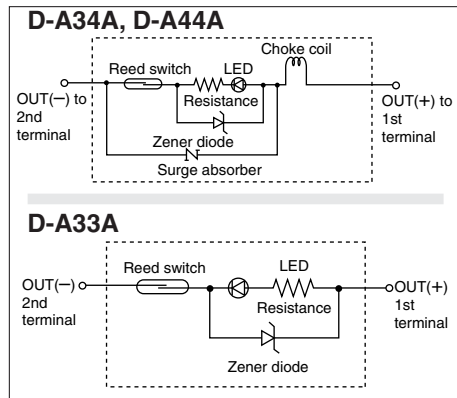 D-A34A, D-A44A
Choke coil
Reed switch
LED
Resistance
OUT(−) to
2nd
terminal
OUT(+) to
1st
terminal
Zener diode
Surge absorber
D-A33A
Reed switch
LED
OUT(−)
2nd
terminal
OUT(+)
1st
terminal
Resistance
Zener diode